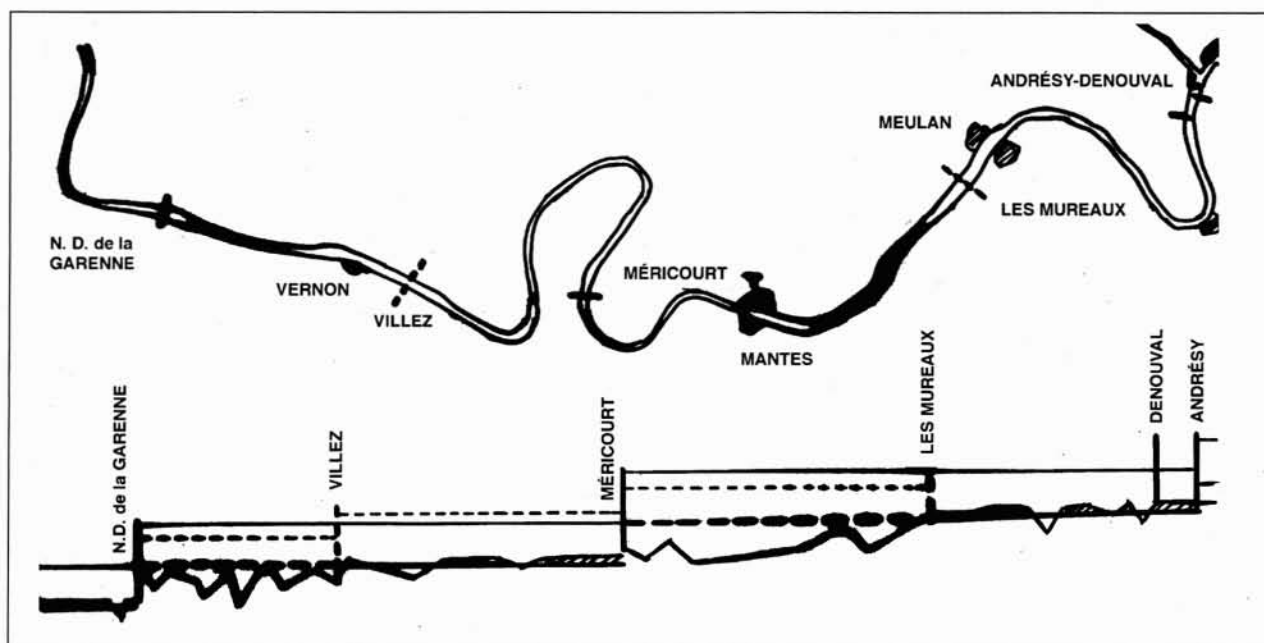 ANDRÉSY-DENOUVAL
MEULAN
LES MUREAUX
N. D. de la
GARENNE
VERNON
VILLEZ
MÉRICOURT
MANTES
N.D. de la GARENNE
VILLEZ
MÉRICOURT
LES MUREAUX
DENOUVAL
ANDRÉSY